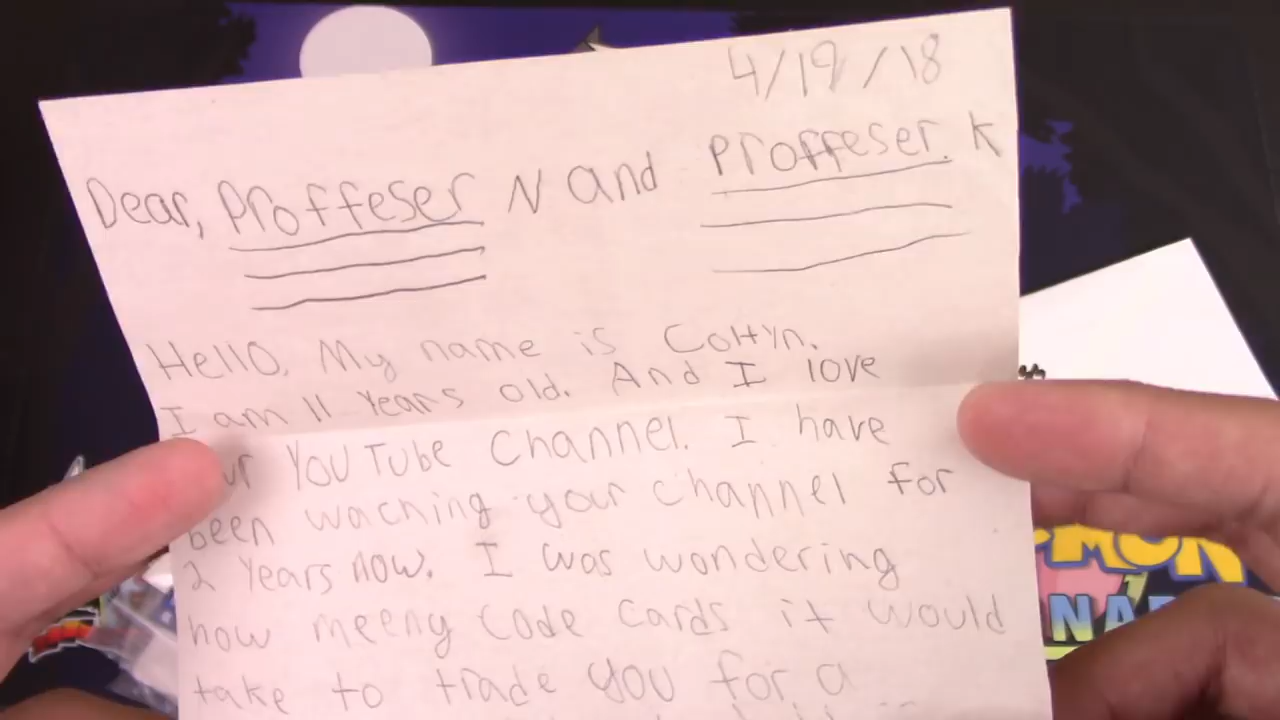 4/19/18
Dear, Proffeser N and Proffeser. K
Hello. My name is Coltyn.
I am 11 years old. And I love
ur YOUTube Channel. I have
been waching your channel for
2 Years now. I was wondering
how meeny Code Cards it would
take to trade you for a